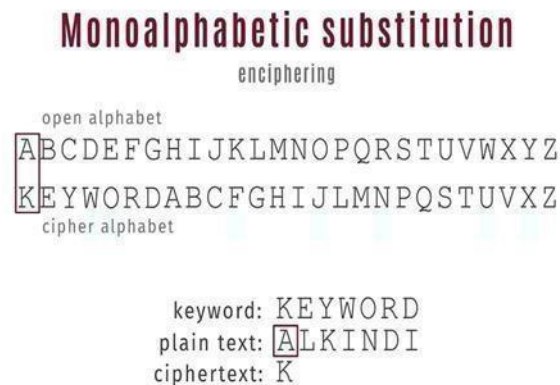 Monoalphabetic substitution
enciphering
open alphabet
ABCDEFGHIJKLMNOPQRSTUVWXYZ
KEYWORDABCFGHIJLMNPQSTUVXZ
cipher alphabet
keyword: KEYWORD
plain text: ALKINDI
ciphertext: K